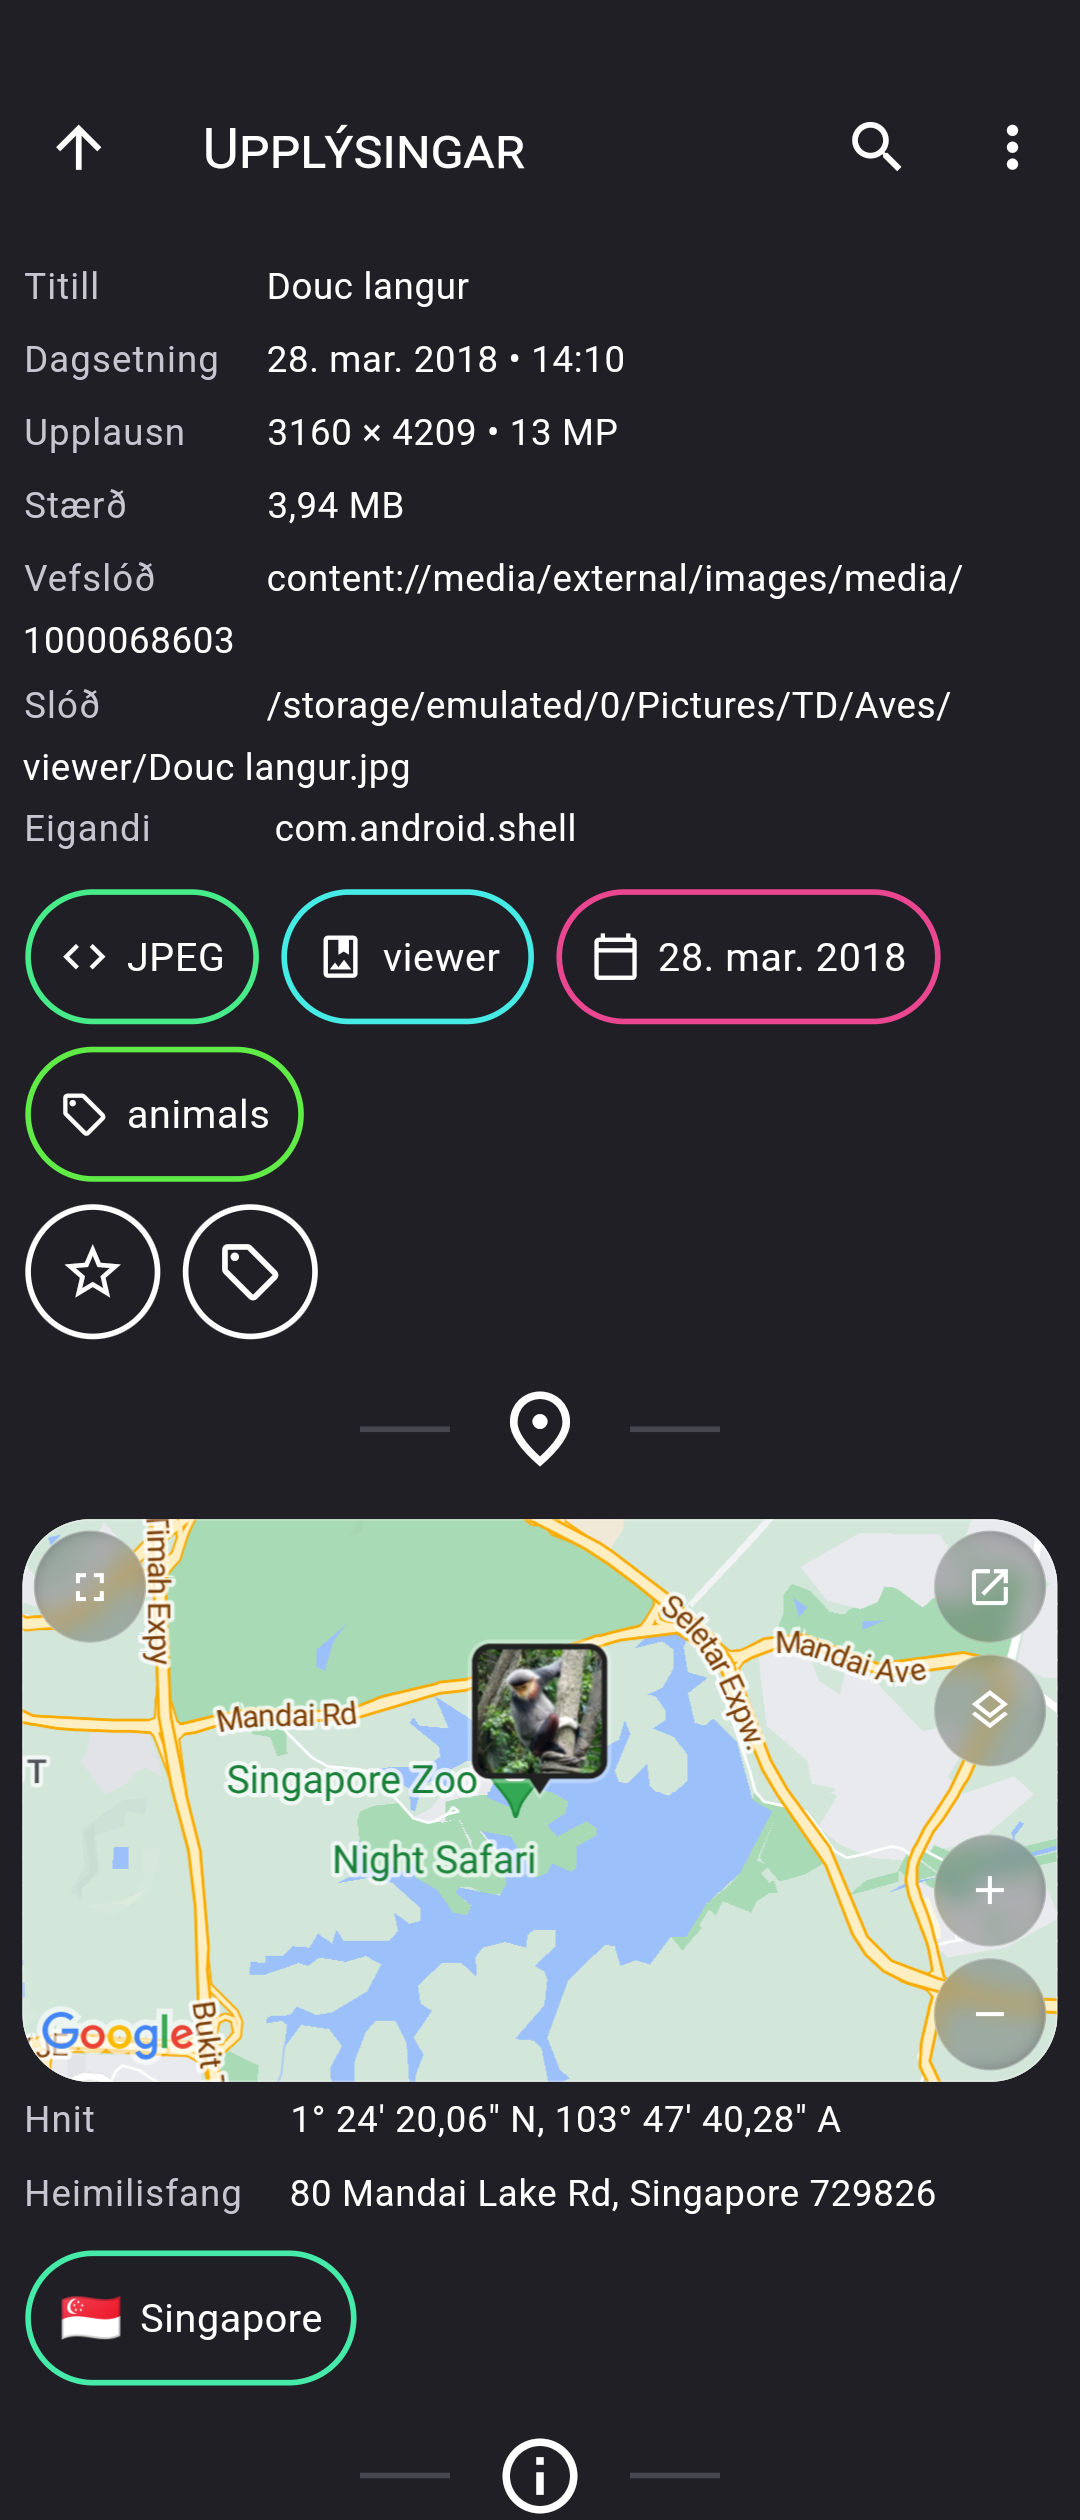 Upplýsingar
Titill Douc langur
Dagsetning 28. mar. 2018 • 14:10
Upplausn 3160 × 4209 • 13 MP
Stærð 3,94 MB
Vefslóð content://media/external/images/media/
1000068603
Slóð /storage/emulated/0/Pictures/TD/Aves/
viewer/Douc langur.jpg
Eigandi com.android.shell
JPEG viewer 28. mar. 2018
animals
Timah Expy
Seletar Expw.
Mandai Ave
Mandai Rd
T
Singapore Zoo
Night Safari
Bukit
Google
Hnit 1° 24' 20,06" N, 103° 47' 40,28" A
Heimilisfang 80 Mandai Lake Rd, Singapore 729826
Singapore